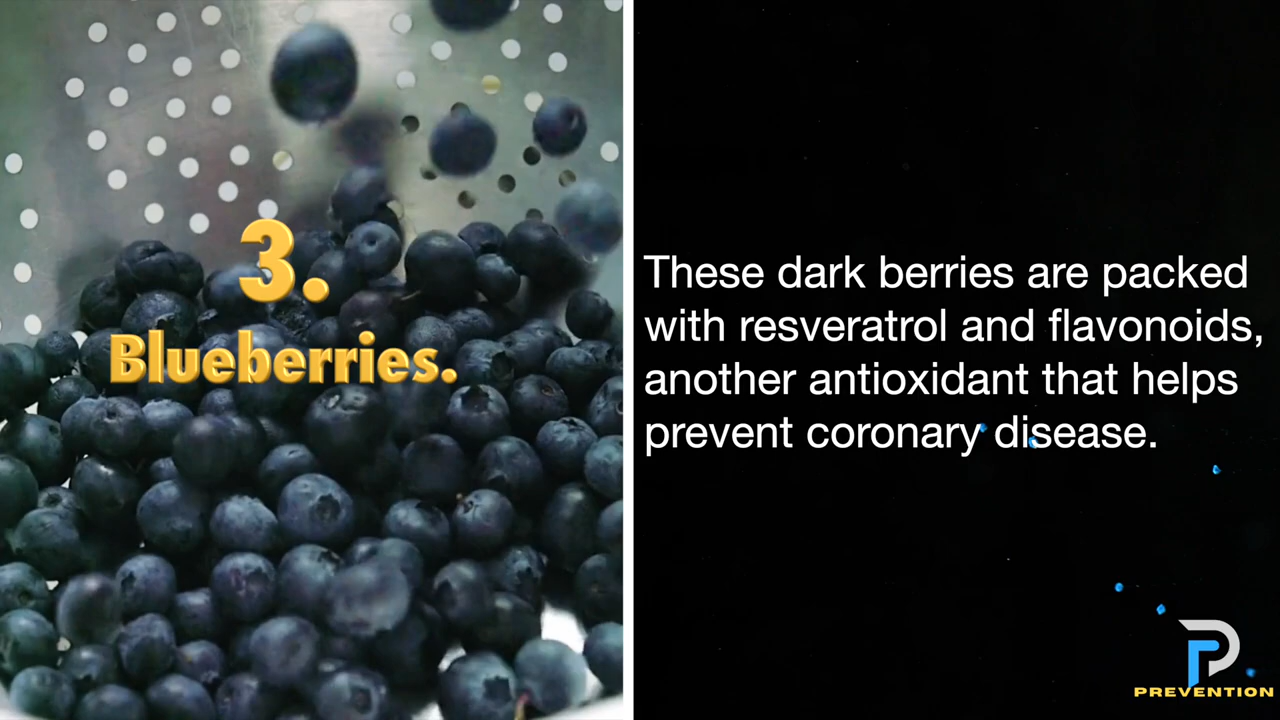 3.
Blueberries.
These dark berries are packed
with resveratrol and flavonoids,
another antioxidant that helps
prevent coronary disease.
PREVENTION